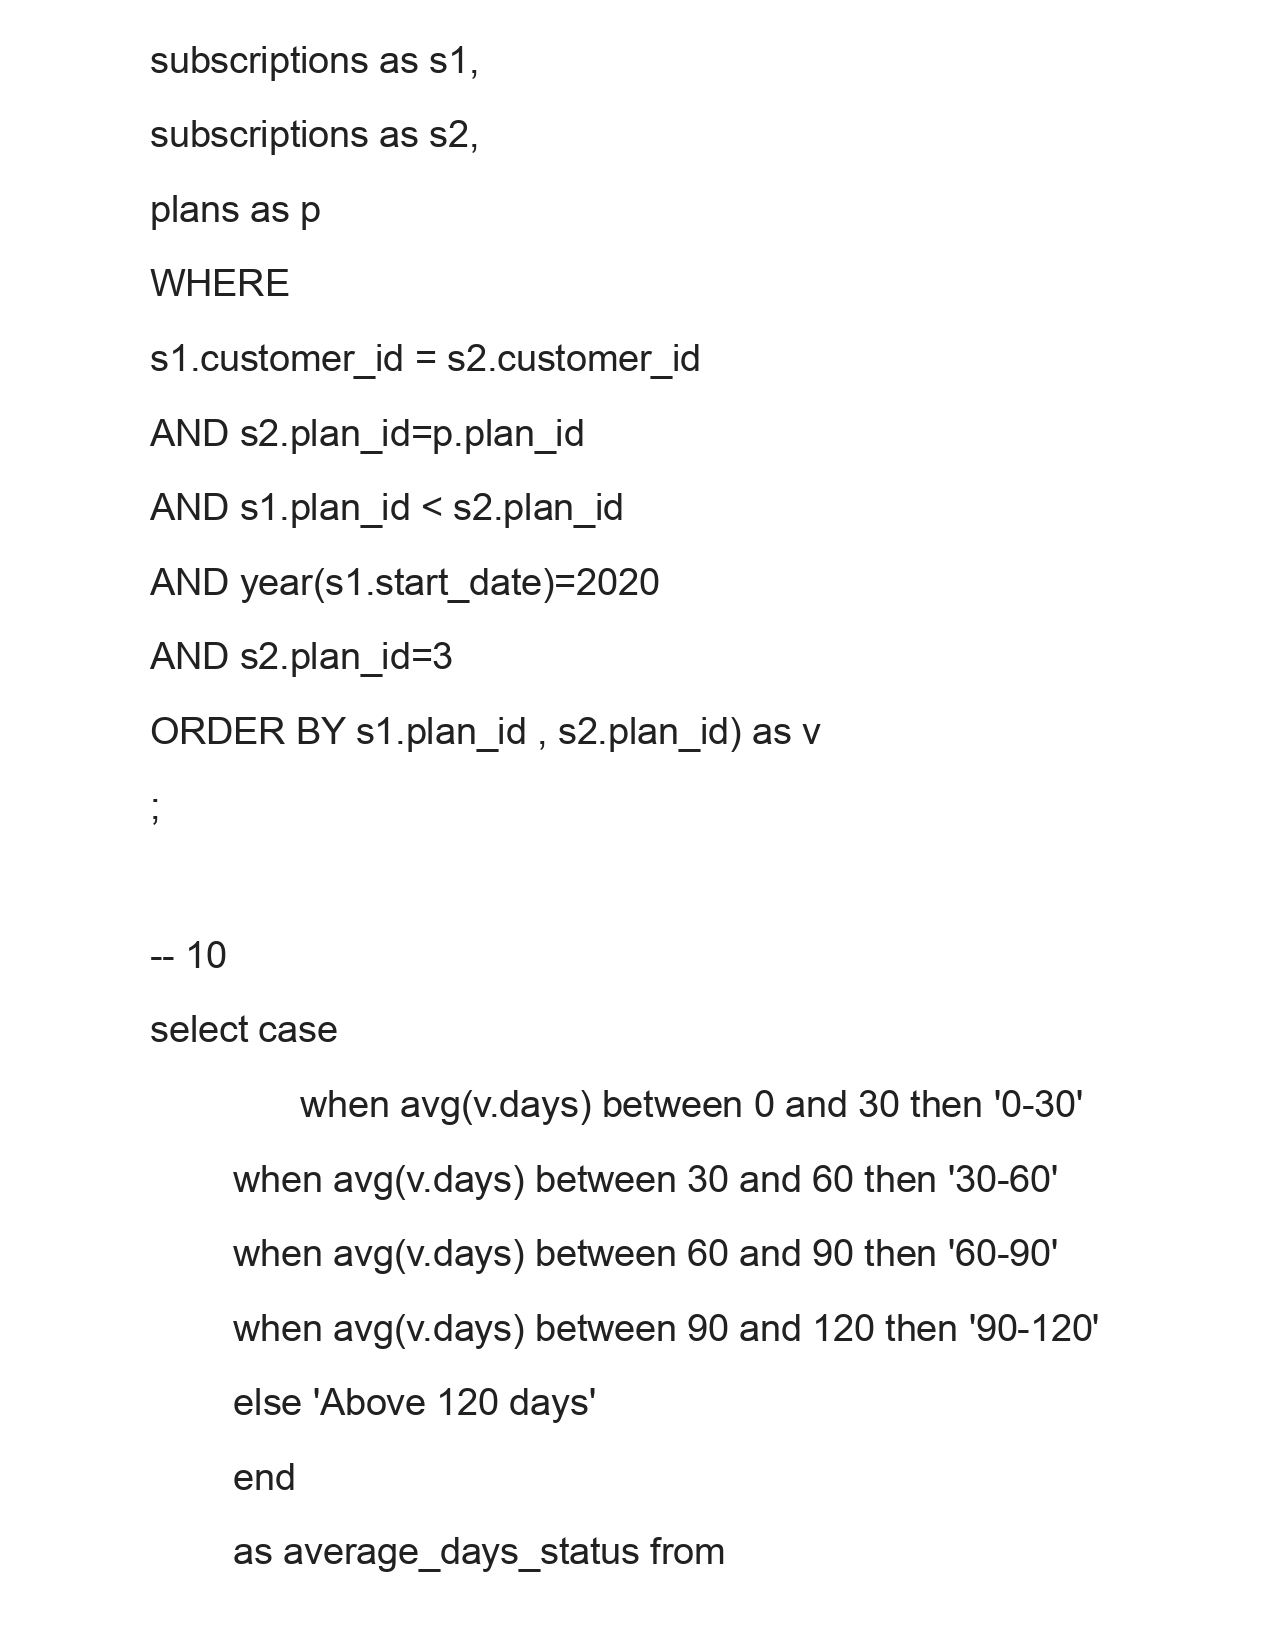 subscriptions as s1,
subscriptions as s2,
plans as p
WHERE
s1.customer_id = s2.customer_id
AND s2.plan_id=p.plan_id
AND s1.plan_id < s2.plan_id
AND year(s1.start_date)=2020
AND s2.plan_id=3
ORDER BY s1.plan_id , s2.plan_id) as v
;
-- 10
select case
when avg(v.days) between 0 and 30 then '0-30'
when avg(v.days) between 30 and 60 then '30-60'
when avg(v.days) between 60 and 90 then '60-90'
when avg(v.days) between 90 and 120 then '90-120'
else 'Above 120 days'
end
as average_days_status from